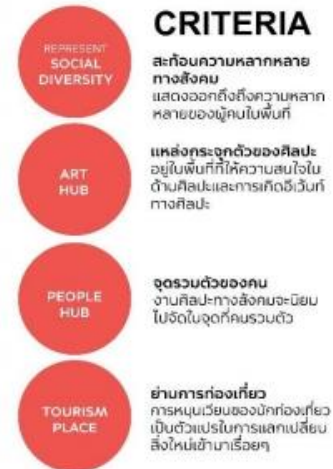 CRITERIA
REPRESENT
SOCIAL
DIVERSITY
สะท้อนความหลากหลาย
ทางสังคม
แสดงออกถึงถึงความหลาก
หลายของผู้คนในพื้นที่
ART
HUB
แหล่งกระจุกตัวของศิลปะ
อยู่ในพื้นที่ที่ให้ความสนใจใน
ด้านศิลปะและการเกิดอีเว้นท์
ทางศิลปะ
PEOPLE
HUB
จุดรวมตัวของคน
งานศิลปะทางสังคมจะนิยม
ไปจัดในจุดที่คนรวมตัว
TOURISM
PLACE
ย่านการท่องเที่ยว
การหมุนเวียนของนักท่องเที่ยว
เป็นตัวแปรในการแลกเปลี่ยน
สิ่งใหม่เข้ามาเรื่อยๆ